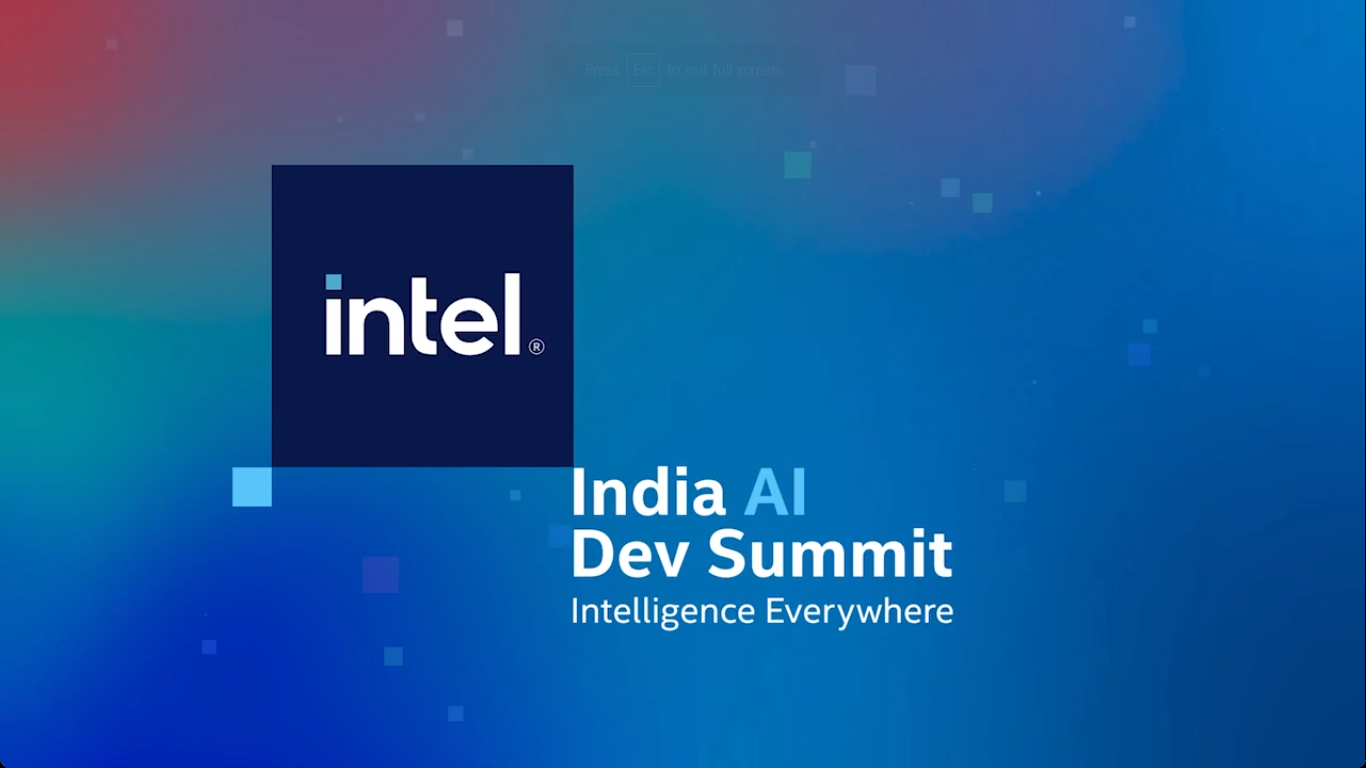 Press Esc to exit full screen
intel®
India AI
Dev Summit
Intelligence Everywhere